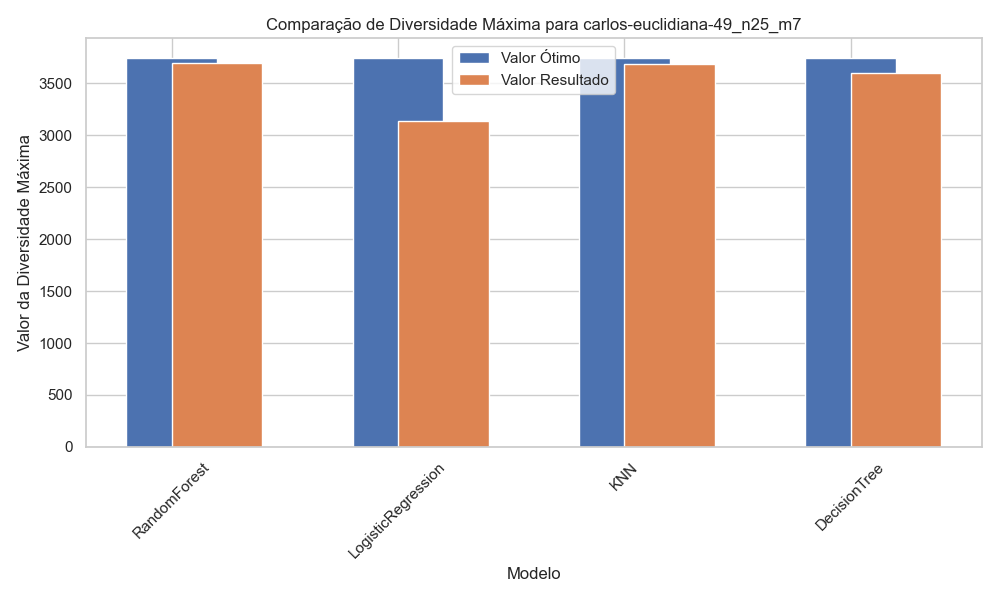 Comparação de Diversidade Máxima para carlos-euclidiana-49_n25_m7
Valor Ótimo
Valor Resultado
Valor da Diversidade Máxima
3500
3000
2500
2000
1500
1000
500
0
RandomForest
LogisticRegression
KNN
DecisionTree
Modelo